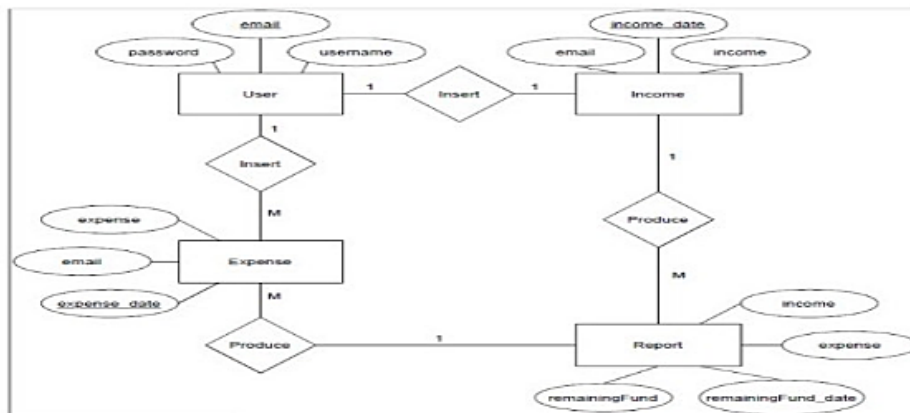 email
income_date
password
username
email
income
User
1
Insert
1
Income
1
1
Insert
Produce
M
expense
Expense
email
M
M
income
expense_date
Produce
1
Report
expense
remainingFund
remainingFund_date